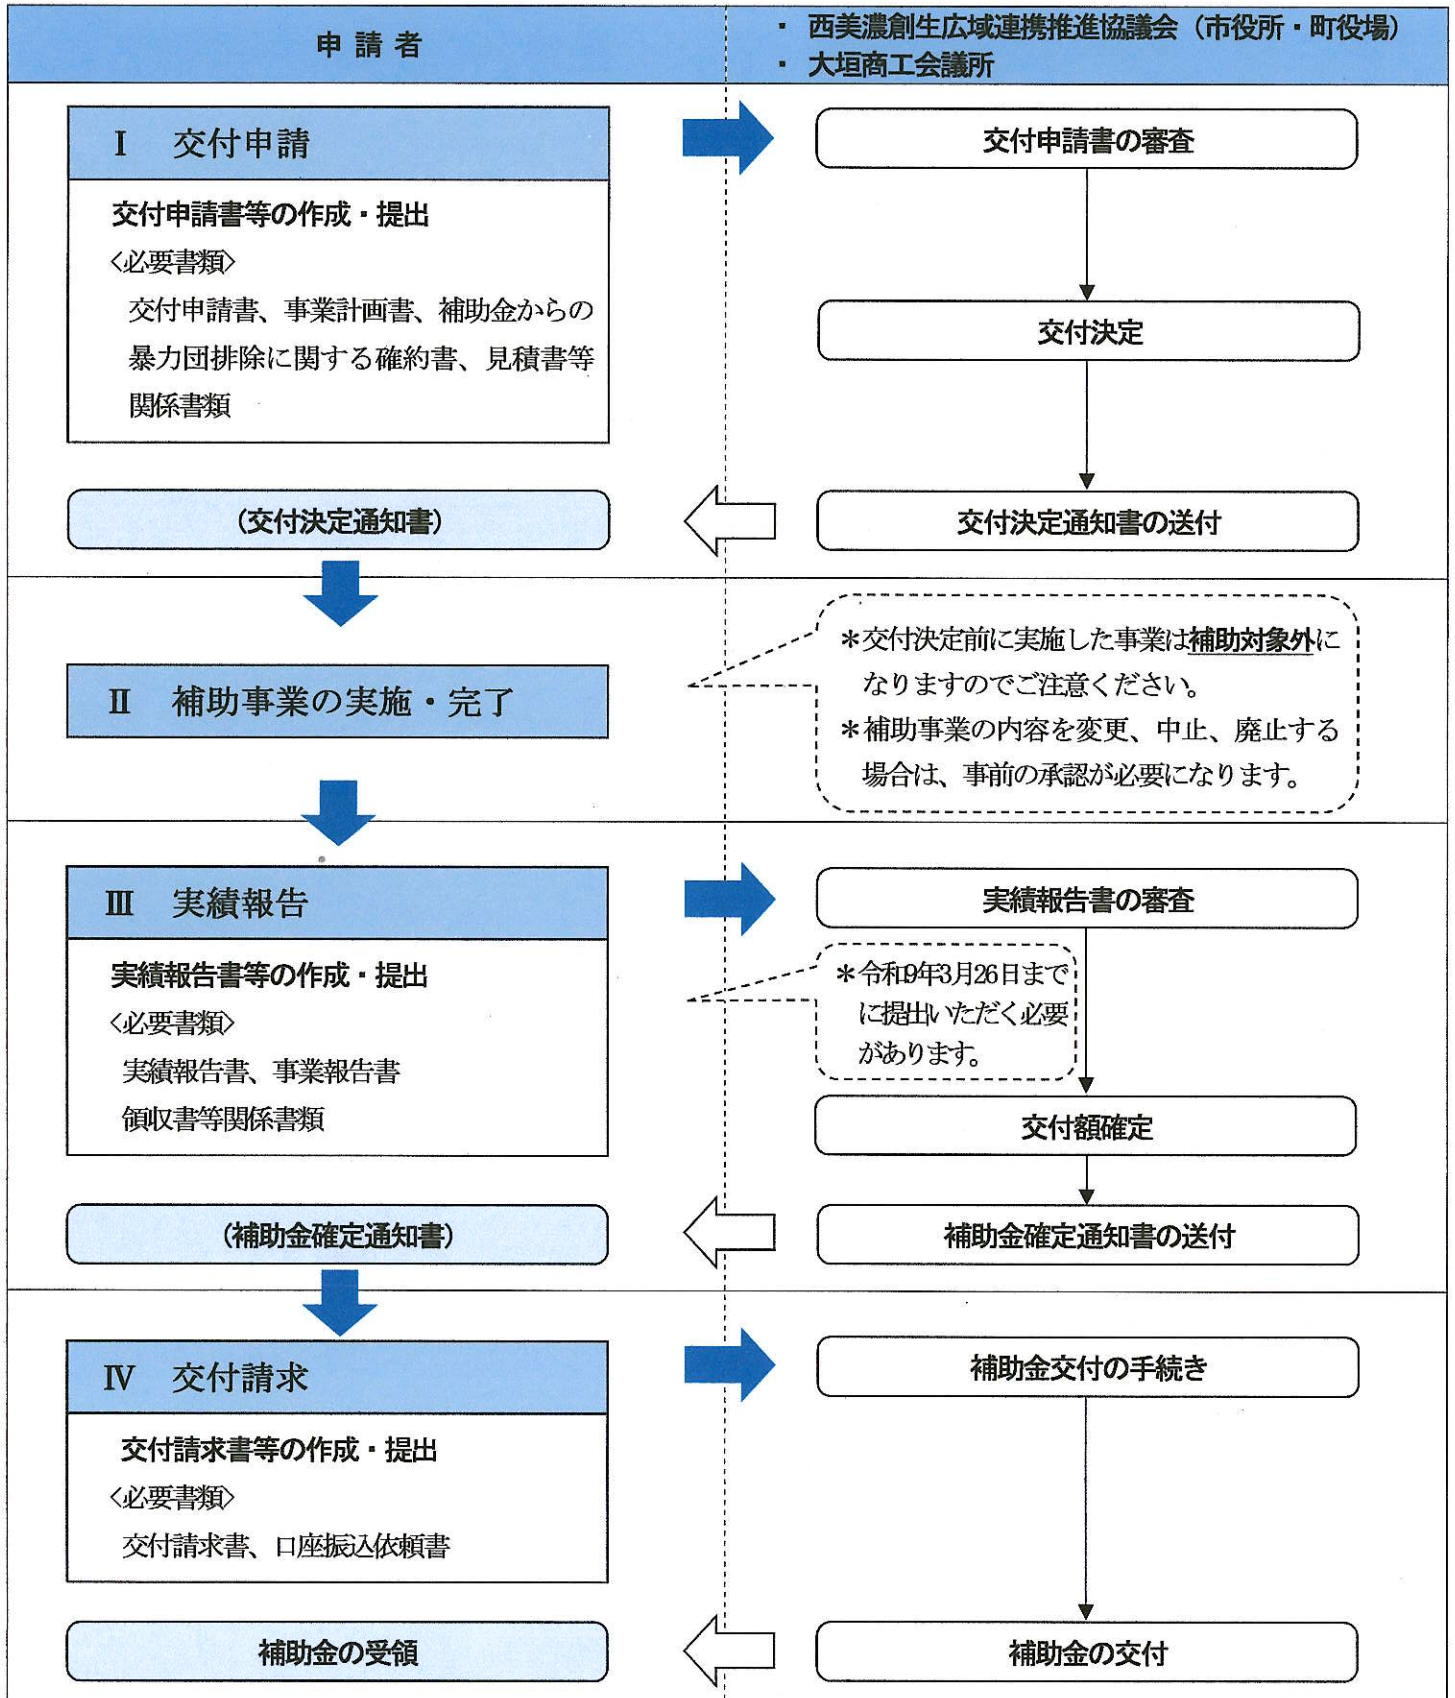 申請者
・ 西美濃創生広域連携推進協議会（市役所・町役場）
・ 大垣商工会議所
Ⅰ 交付申請
交付申請書等の作成・提出
〈必要書類〉
交付申請書、事業計画書、補助金からの
暴力団排除に関する確約書、見積書等
関係書類
交付申請書の審査
交付決定
交付決定通知書の送付
（交付決定通知書）
Ⅱ 補助事業の実施・完了
＊交付決定前に実施した事業は補助対象外に
なりますのでご注意ください。
＊補助事業の内容を変更、中止、廃止する
場合は、事前の承認が必要になります。
Ⅲ 実績報告
実績報告書等の作成・提出
〈必要書類〉
実績報告書、事業報告書
領収書等関係書類
実績報告書の審査
＊令和9年3月26日まで
に提出いただく必要
があります。
交付額確定
補助金確定通知書の送付
（補助金確定通知書）
Ⅳ 交付請求
交付請求書等の作成・提出
〈必要書類〉
交付請求書、口座振込依頼書
補助金交付の手続き
補助金の交付
補助金の受領